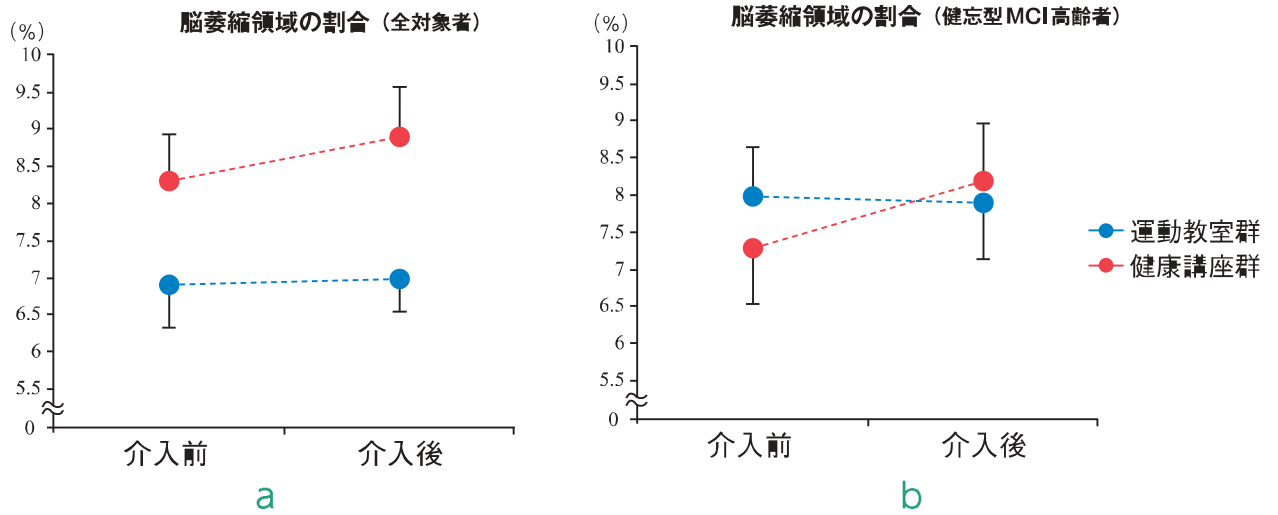 脳萎縮領域の割合（全対象者）
(%)
10
9.5
9
8.5
8
7.5
7
6.5
6
5.5
0
介入前
介入後
a
脳萎縮領域の割合（健忘型MCI高齢者）
(%)
10
9.5
9
8.5
8
7.5
7
6.5
6
5.5
0
介入前
介入後
b
運動教室群
健康講座群